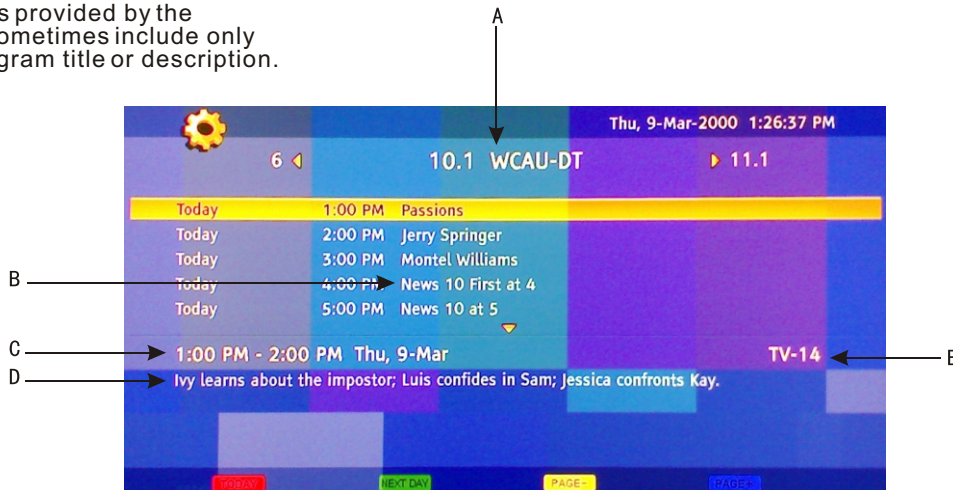 s provided by the
ometimes include only
gram title or description.
A
Thu, 9-Mar-2000 1:26:37 PM
6 10.1 WCAU-DT 11.1
Today 1:00 PM Passions
Today 2:00 PM Jerry Springer
Today 3:00 PM Montel Williams
B
Today 4:00 PM News 10 First at 4
Today 5:00 PM News 10 at 5
C 1:00 PM - 2:00 PM Thu, 9-Mar TV-14 E
D Ivy learns about the impostor; Luis confides in Sam; Jessica confronts Kay.
TODAY NEXT DAY PAGE- PAGE+